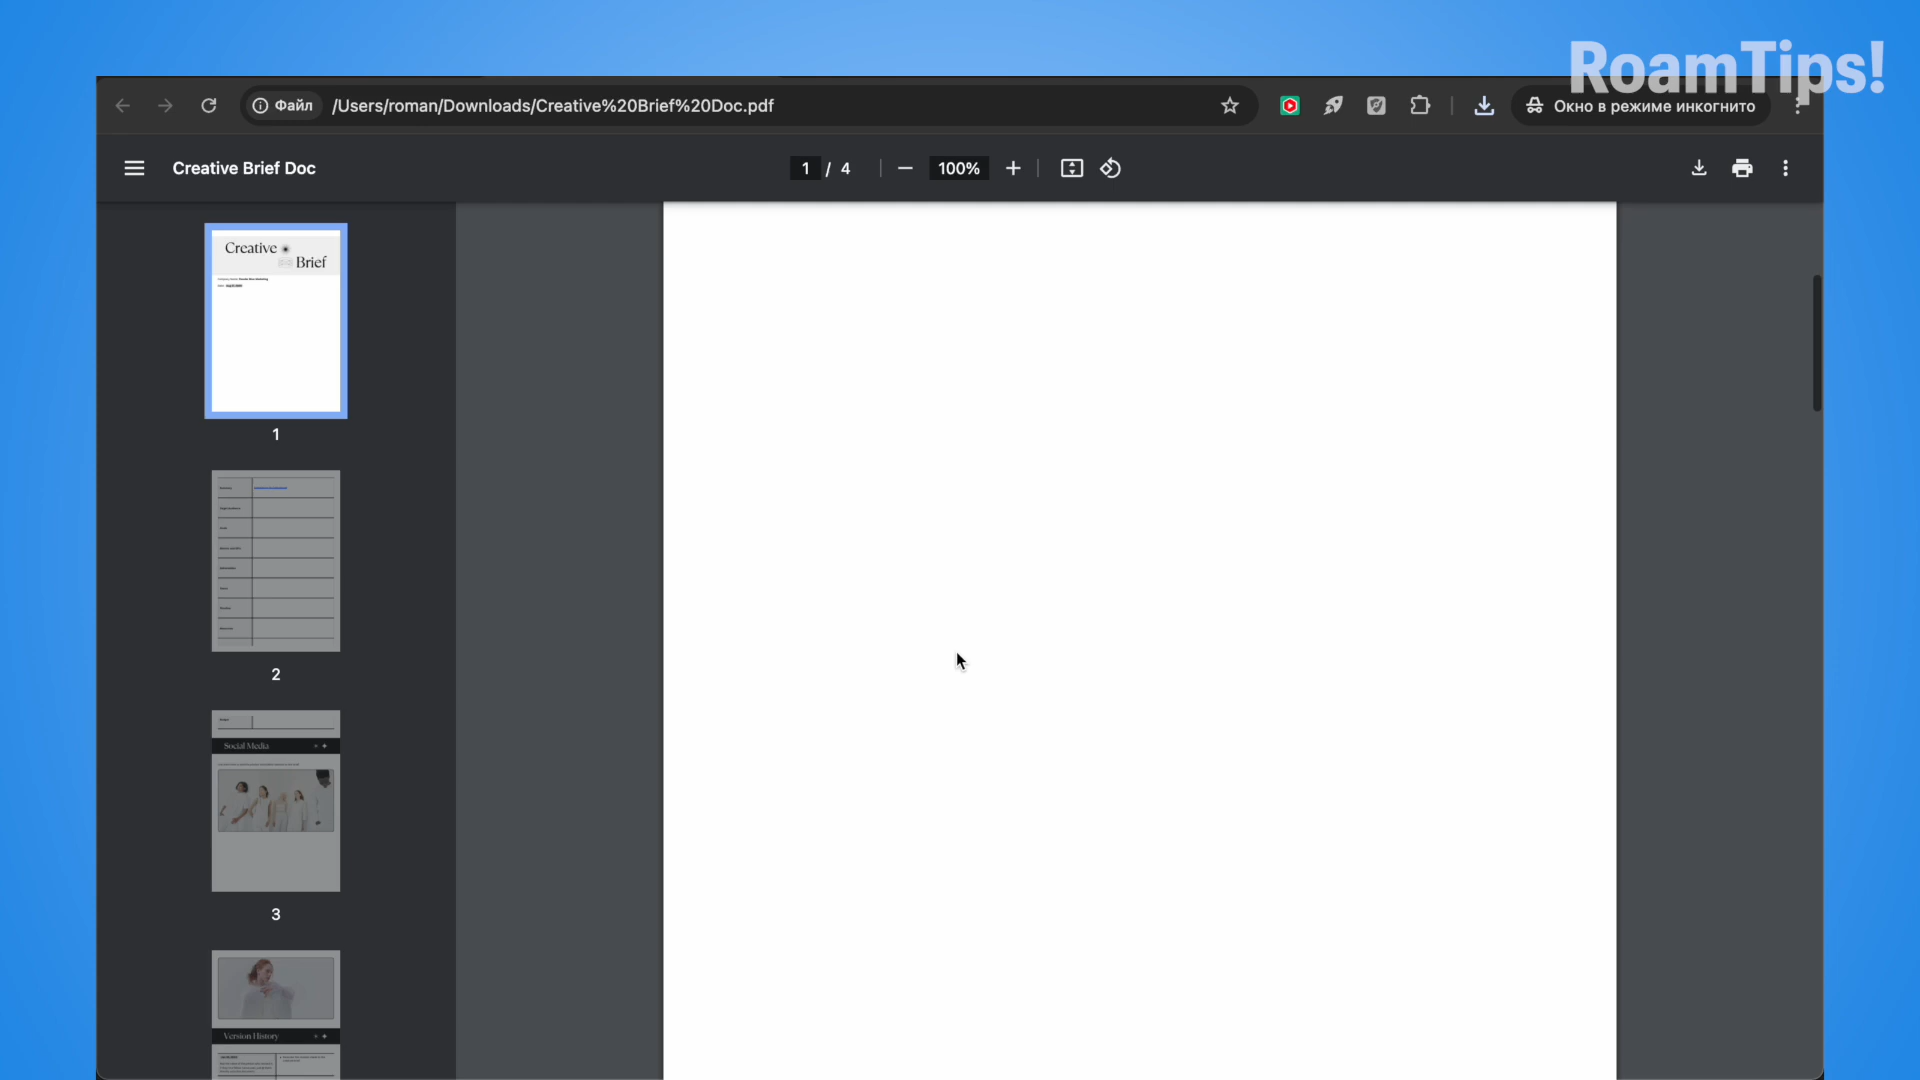 RoamTips!
Файл
/Users/roman/Downloads/Creative%20Brief%20Doc.pdf
Окно в режиме инкогнито
Creative Brief Doc
1 / 4
100%
Creative
Brief
1
2
Social Media
3
Version History